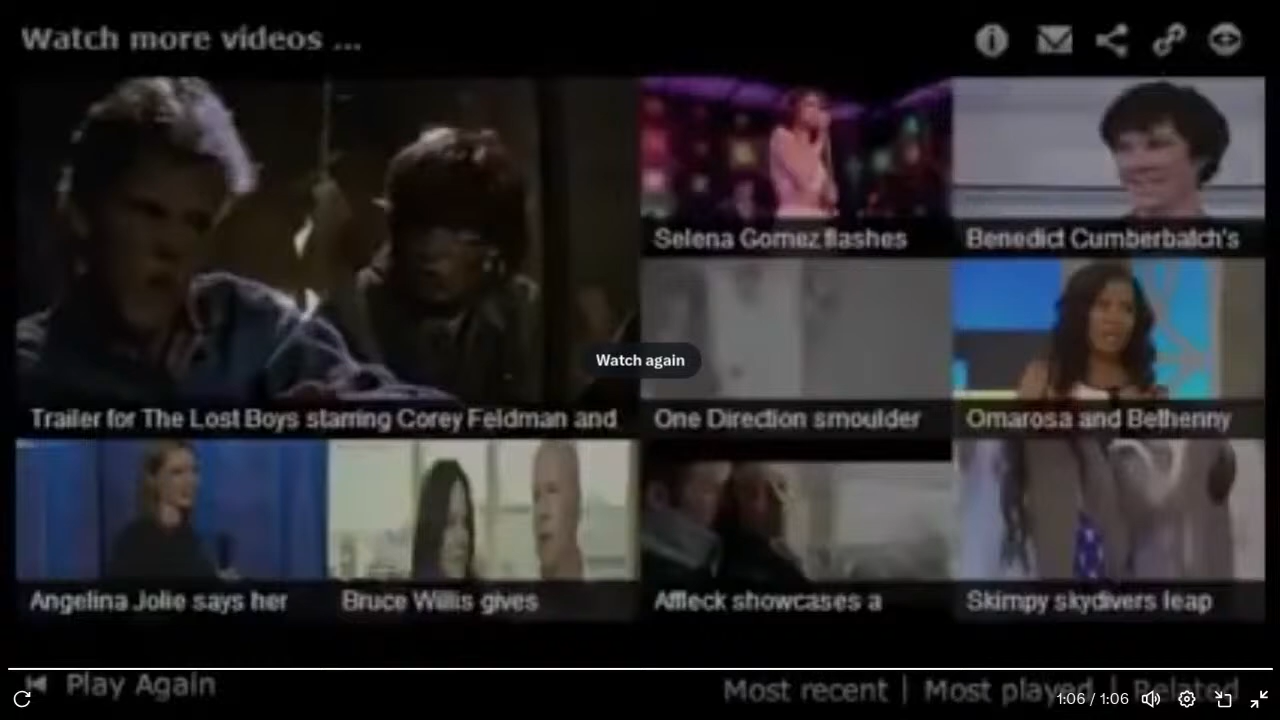 Watch more videos ...
Selena Gomez flashes
Benedict Cumberbatch's
Watch again
Trailer for The Lost Boys starring Corey Feldman and
One Direction smoulder
Omarosa and Bethenny
Angelina Jolie says her
Bruce Willis gives
Affleck showcases a
Skimpy skydivers leap
Play Again
Most recent | Most played | Related
1:06 / 1:06